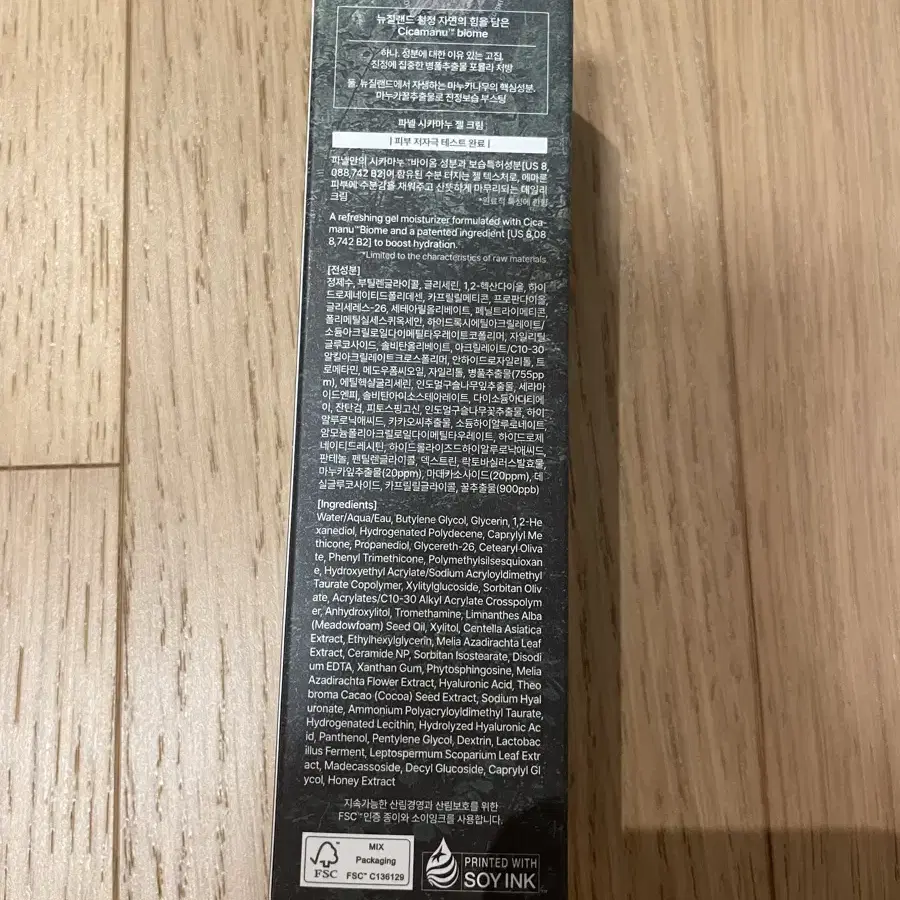 뉴질랜드 청정 자연의 힘을 담은
Cicamanu™ biome
하나. 성분에 대한 이유 있는 고집,
진정에 집중한 병풀추출물 포뮬라 처방
둘. 뉴질랜드에서 자생하는 마누카나무의 핵심성분,
마누카꿀추출물로 진정보습 부스팅
파넬 시카마누 젤 크림
| 피부 저자극 테스트 완료 |
파넬만의 시카마누™바이옴 성분과 보습특허성분[US 8,
088,742 B2]이 함유된 수분 터지는 젤 텍스처로, 메마른
피부에 수분감을 채워주고 산뜻하게 마무리되는 데일리
크림
*원료적 특성에 한함
A refreshing gel moisturizer formulated with Cica
manu™Biome and a patented ingredient [US 8,08
8,742 B2] to boost hydration.
*Limited to the characteristics of raw materials
[전성분]
정제수, 부틸렌글라이콜, 글리세린, 1,2-헥산다이올, 하이
드로제네이티드폴리데센, 카프릴릴메티콘, 프로판다이올,
글리세레스-26, 세테아릴올리베이트, 페닐트라이메티콘,
폴리메틸실세스퀴옥세인, 하이드록시에틸아크릴레이트/
소듐아크릴로일다이메틸타우레이트코폴리머, 자일리틸
글루코사이드, 솔비탄올리베이트, 아크릴레이트/C10-30
알킬아크릴레이트크로스폴리머, 안하이드로자일리톨, 트
로메타민, 메도우폼씨오일, 자일리톨, 병풀추출물(755pp
m), 에틸헥실글리세린, 인도멀구슬나무잎추출물, 세라마
이드엔피, 솔비탄아이소스테아레이트, 다이소듐이디티에
이, 잔탄검, 피토스핑고신, 인도멀구슬나무꽃추출물, 하이
알루로닉애씨드, 카카오씨추출물, 소듐하이알루로네이트,
암모늄폴리아크릴로일다이메틸타우레이트, 하이드로제
네이티드레시틴, 하이드롤라이즈드하이알루로닉애씨드,
판테놀, 펜틸렌글라이콜, 덱스트린, 락토바실러스발효물,
마누카잎추출물(20ppm), 마데카소사이드(20ppm), 데
실글루코사이드, 카프릴릴글라이콜, 꿀추출물(900ppb)
[Ingredients]
Water/Aqua/Eau, Butylene Glycol, Glycerin, 1,2-He
xanediol, Hydrogenated Polydecene, Caprylyl Me
thicone, Propanediol, Glycereth-26, Cetearyl Oliva
te, Phenyl Trimethicone, Polymethylsilsesquioxan
e, Hydroxyethyl Acrylate/Sodium Acryloyldimethyl
Taurate Copolymer, Xylitylglucoside, Sorbitan Oliv
ate, Acrylates/C10-30 Alkyl Acrylate Crosspolym
er, Anhydroxylitol, Tromethamine, Limnanthes Alba
(Meadowfoam) Seed Oil, Xylitol, Centella Asiatica
Extract, Ethylhexylglycerin, Melia Azadirachta Leaf
Extract, Ceramide NP, Sorbitan Isostearate, Disodi
um EDTA, Xanthan Gum, Phytosphingosine, Melia
Azadirachta Flower Extract, Hyaluronic Acid, Theo
broma Cacao (Cocoa) Seed Extract, Sodium Hyal
uronate, Ammonium Polyacryloyldimethyl Taurate,
Hydrogenated Lecithin, Hydrolyzed Hyaluronic Ac
id, Panthenol, Pentylene Glycol, Dextrin, Lactobac
illus Ferment, Leptospermum Scoparium Leaf Extr
act, Madecassoside, Decyl Glucoside, Caprylyl Gl
ycol, Honey Extract
지속가능한 산림경영과 산림보호를 위한
FSC™인증 종이와 소이잉크를 사용합니다.
FSC
MIX
Packaging
FSC™ C136129
PRINTED WITH
SOY INK